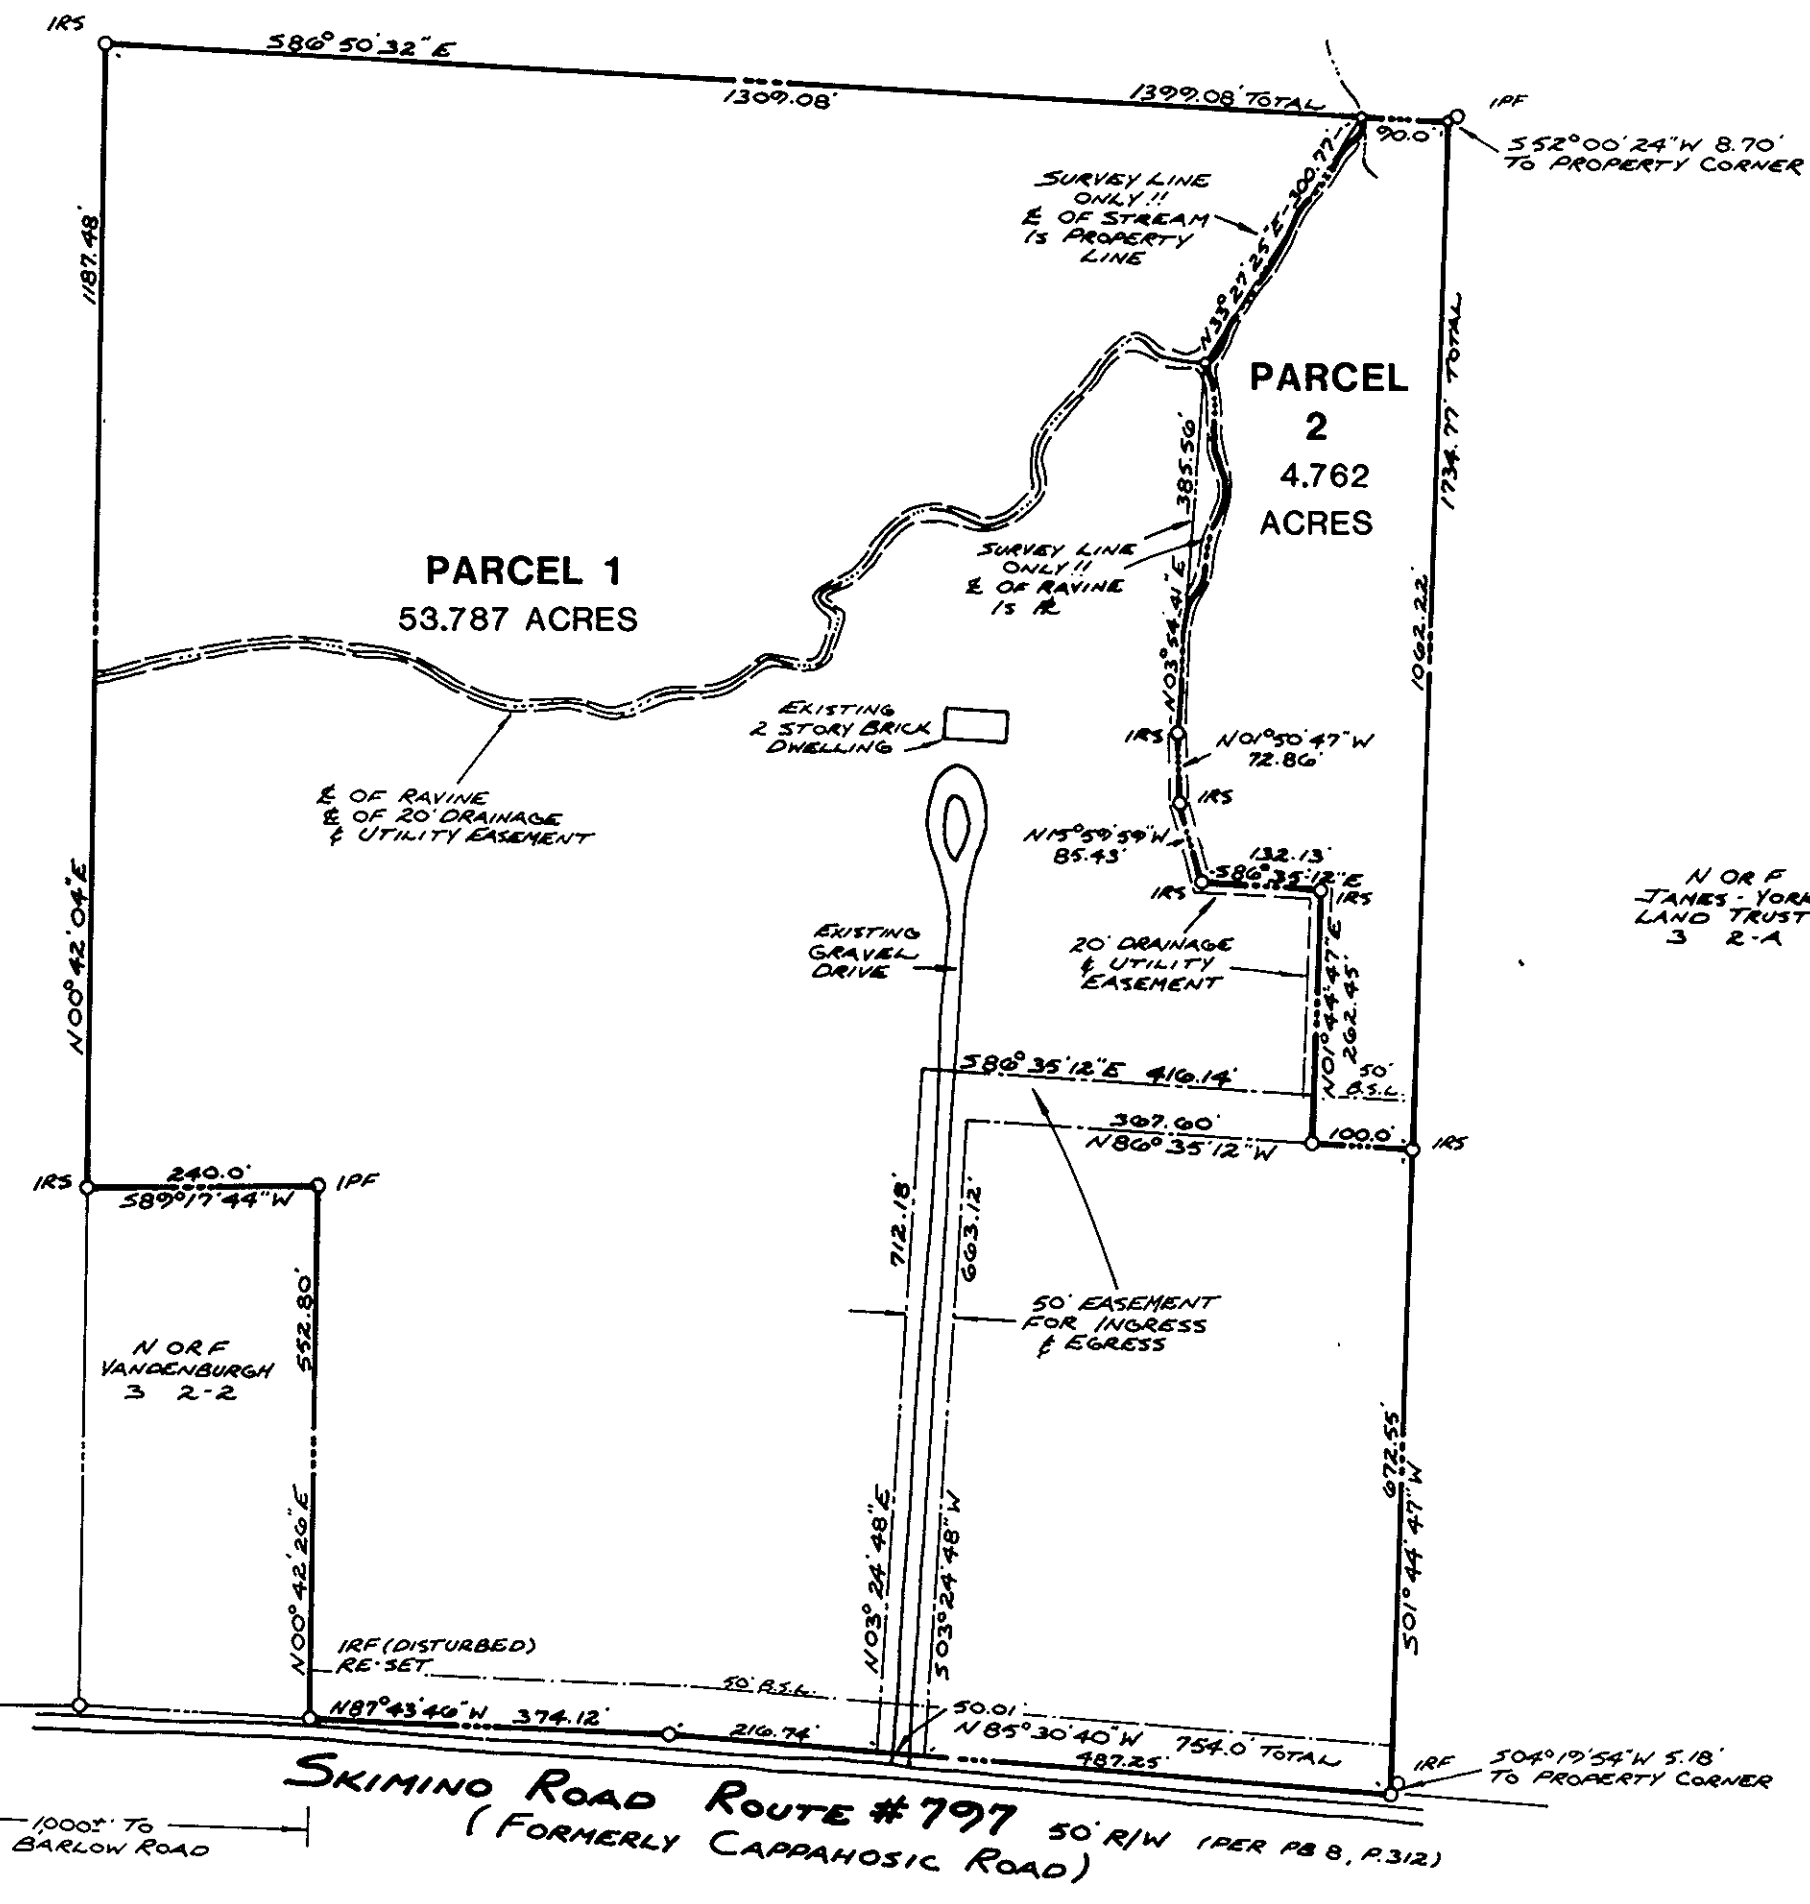 IRS
S86°50'32"E
1309.08'
1399.08' TOTAL
90.0'
IPF
S52°00'24"W 8.70'
TO PROPERTY CORNER
SURVEY LINE
ONLY!!
℄ OF STREAM
IS PROPERTY
LINE
N33°27'25"E 300.77'
1187.48'
N00°42'04"E
PARCEL
2
4.762
ACRES
1734.77' TOTAL
1062.22'
385.56'
N03°54'41"E
SURVEY LINE
ONLY!!
℄ OF RAVINE
IS ℄
PARCEL 1
53.787 ACRES
EXISTING
2 STORY BRICK
DWELLING
℄ OF RAVINE
℄ OF 20' DRAINAGE
& UTILITY EASEMENT
IRS
N01°50'47"W
72.86'
IRS
N15°59'59"W
85.43'
132.13'
S86°35'12"E
IRS
IRS
N OR F
JAMES-YORK
LAND TRUST
3 2-A
EXISTING
GRAVEL
DRIVE
20' DRAINAGE
& UTILITY
EASEMENT
N01°44'47"E
262.45'
50'
B.S.L.
S86°35'12"E 416.14'
367.60'
N86°35'12"W
100.0'
IRS
IRS
240.0'
S89°17'44"W
IPF
712.18'
663.12'
552.80'
50' EASEMENT
FOR INGRESS
& EGRESS
N OR F
VANDENBURGH
3 2-2
672.55'
S01°44'47"W
N00°42'26"E
N03°24'48"E
S03°24'48"W
IRF (DISTURBED)
RE-SET
50' B.S.L.
N87°43'46"W 374.12'
216.74'
50.01'
N85°30'40"W 754.0' TOTAL
487.25'
IRF
S04°19'54"W 5.18'
TO PROPERTY CORNER
SKIMINO ROAD ROUTE #797 50' R/W (PER PB 8, P.312)
(FORMERLY CAPPAHOSIC ROAD)
1,000±' TO
BARLOW ROAD